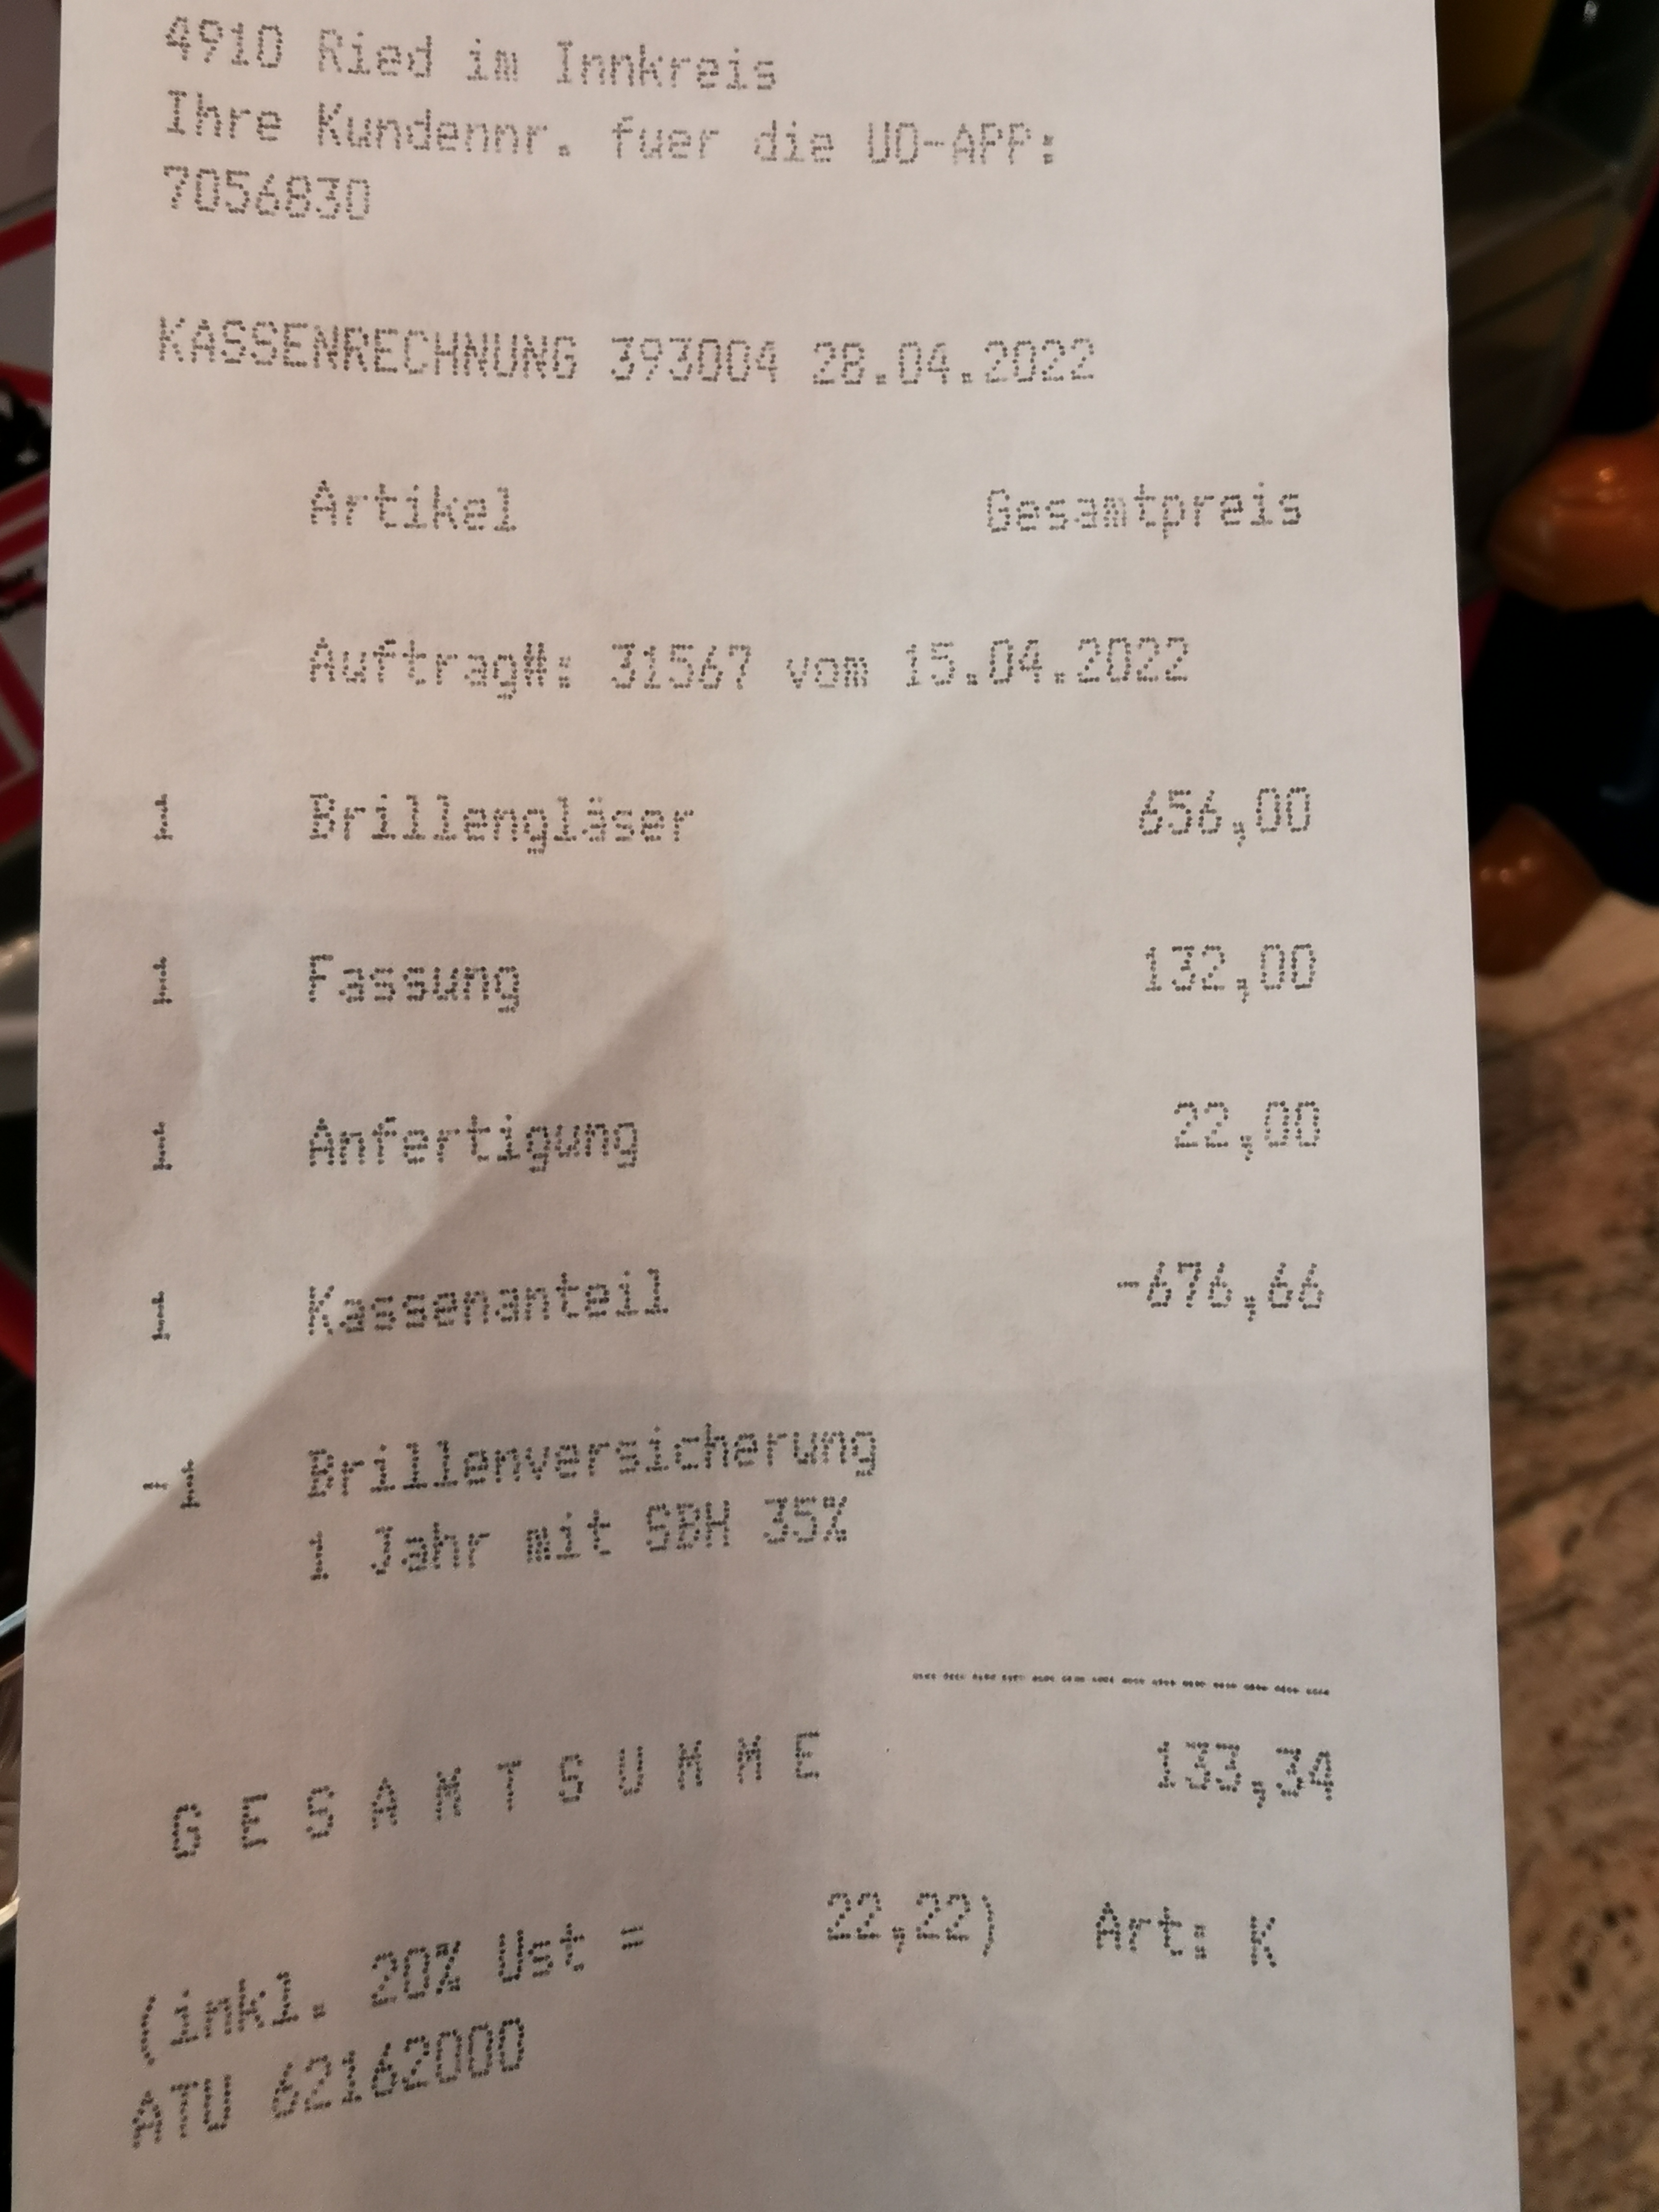 4910 Ried im Innkreis
Ihre Kundennr. fuer die UO-APP:
7056830
KASSENRECHNUNG 393004 28.04.2022
Artikel Gesamtpreis
Auftrag#: 31567 vom 15.04.2022
1 Brillengläser 656,00
1 Fassung 132,00
1 Anfertigung 22,00
1 Kassenanteil -676,66
-1 Brillenversicherung
1 Jahr mit SBH 35%
GESAMTSUMME 133,34
(inkl. 20% Ust = 22,22) Art: K
ATU 62162000